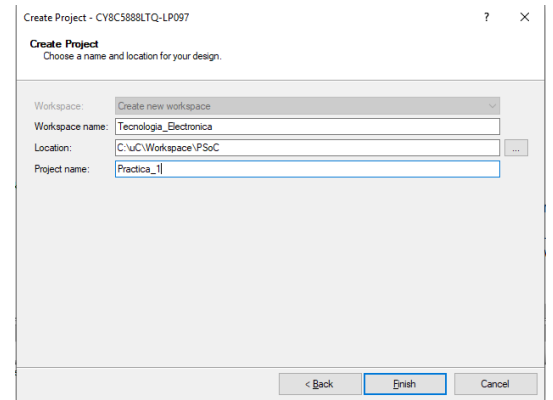 Create Project - CY8C5888LTQ-LP097 ? ×
Create Project
Choose a name and location for your design.
Workspace: Create new workspace
Workspace name: Tecnologia_Electronica
Location: C:\uC\Workspace\PSoC ...
Project name: Practica_1
< Back Finish Cancel